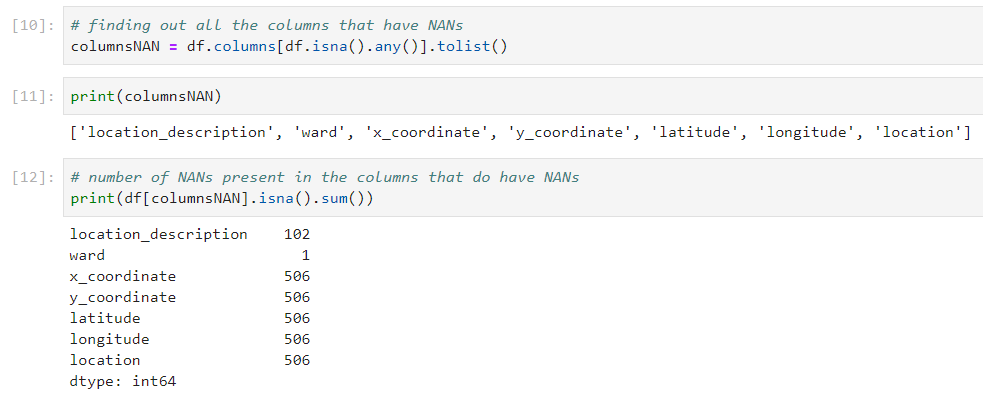 [10]: # finding out all the columns that have NANs
columnsNAN = df.columns[df.isna().any()].tolist()
[11]: print(columnsNAN)
['location_description', 'ward', 'x_coordinate', 'y_coordinate', 'latitude', 'longitude', 'location']
[12]: # number of NANs present in the columns that do have NANs
print(df[columnsNAN].isna().sum())
location_description    102
ward                      1
x_coordinate            506
y_coordinate            506
latitude                506
longitude               506
location                506
dtype: int64